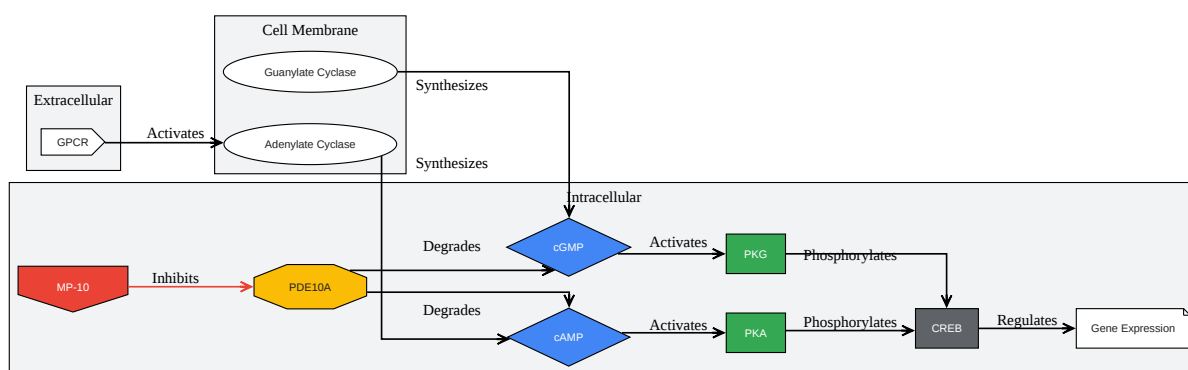 Cell Membrane
Guanylate Cyclase
Synthesizes
Extracellular
GPCR
Activates
Adenylate Cyclase
Synthesizes
Intracellular
Degrades
cGMP
Activates
PKG
Phosphorylates
MP-10
Inhibits
PDE10A
Degrades
cAMP
Activates
PKA
Phosphorylates
CREB
Regulates
Gene Expression